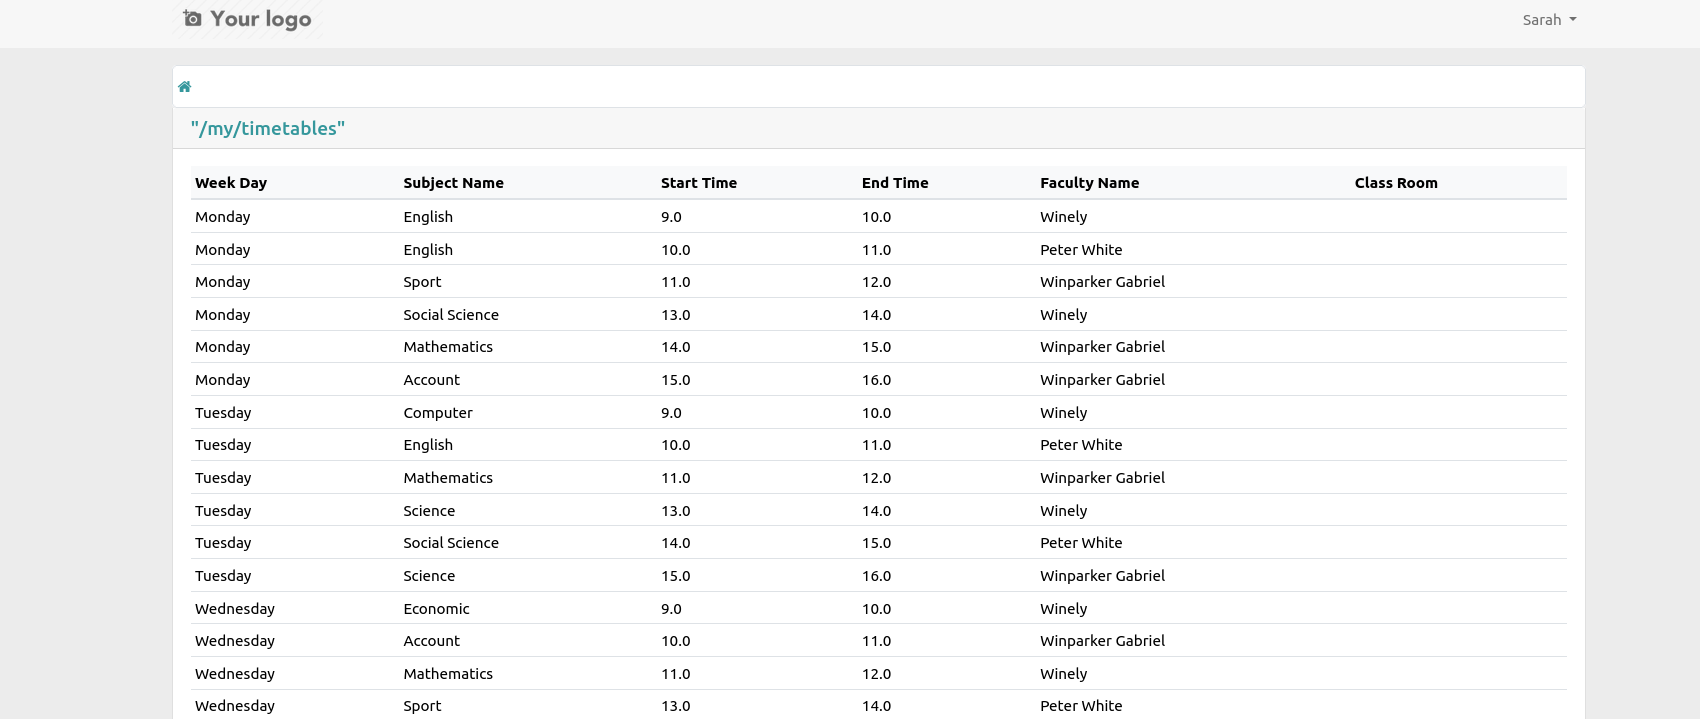 Your logo
Sarah
"/my/timetables"
Week Day Subject Name Start Time End Time Faculty Name Class Room
Monday English 9.0 10.0 Winely
Monday English 10.0 11.0 Peter White
Monday Sport 11.0 12.0 Winparker Gabriel
Monday Social Science 13.0 14.0 Winely
Monday Mathematics 14.0 15.0 Winparker Gabriel
Monday Account 15.0 16.0 Winparker Gabriel
Tuesday Computer 9.0 10.0 Winely
Tuesday English 10.0 11.0 Peter White
Tuesday Mathematics 11.0 12.0 Winparker Gabriel
Tuesday Science 13.0 14.0 Winely
Tuesday Social Science 14.0 15.0 Peter White
Tuesday Science 15.0 16.0 Winparker Gabriel
Wednesday Economic 9.0 10.0 Winely
Wednesday Account 10.0 11.0 Winparker Gabriel
Wednesday Mathematics 11.0 12.0 Winely
Wednesday Sport 13.0 14.0 Peter White